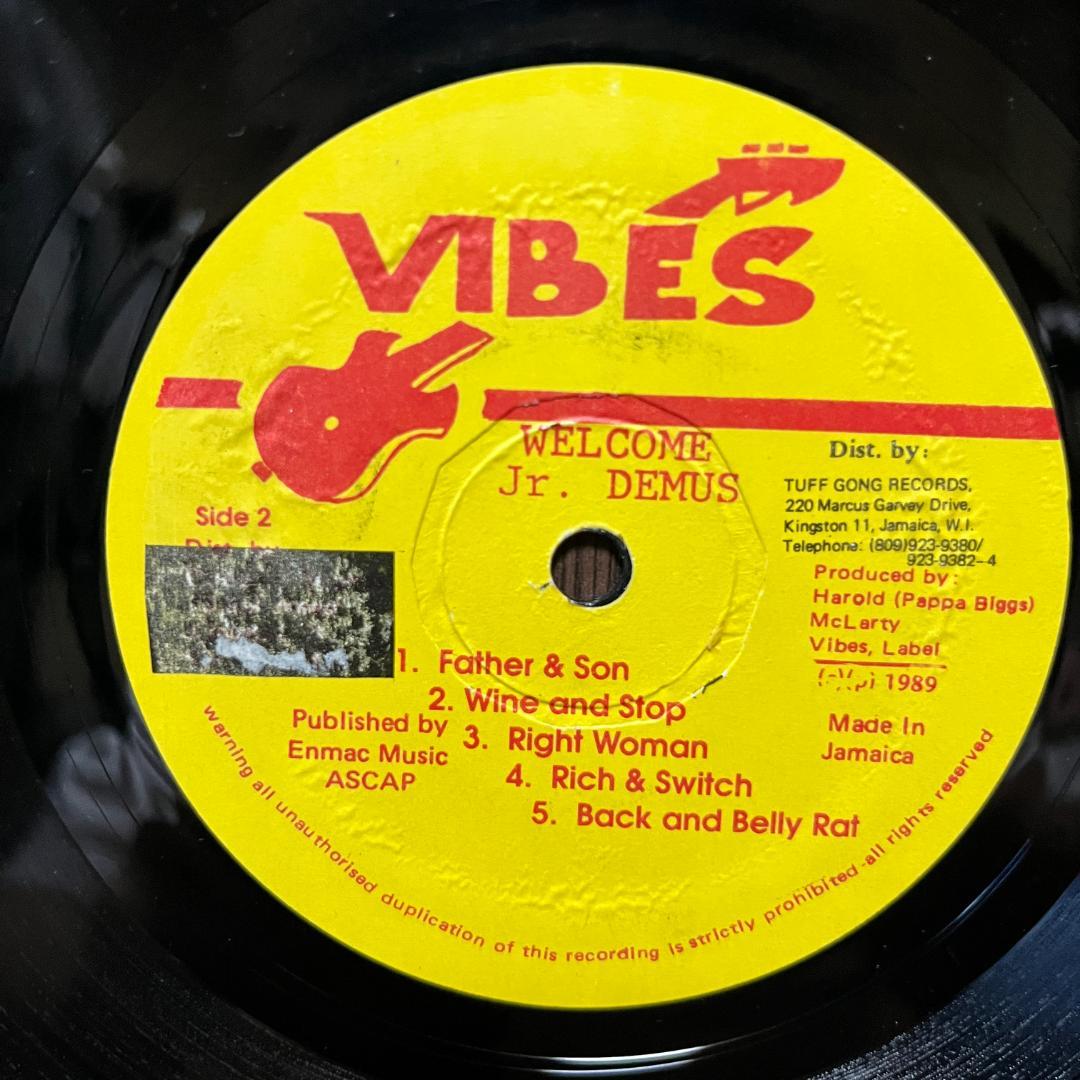 VIBES
WELCOME
Jr. DEMUS
Dist. by:
TUFF GONG RECORDS,
220 Marcus Garvey Drive,
Kingston 11, Jamaica, W.I.
Telephone: (809)923-9380/
923-9382-4
Side 2
Dist. by
Produced by:
Harold (Pappa Biggs)
McLarty
Vibes, Label
1989
Made In
Jamaica
1. Father & Son
2. Wine and Stop
3. Right Woman
4. Rich & Switch
5. Back and Belly Rat
Published by
Enmac Music
ASCAP
warning all unauthorised duplication of this recording is strictly prohibited-all rights reserved